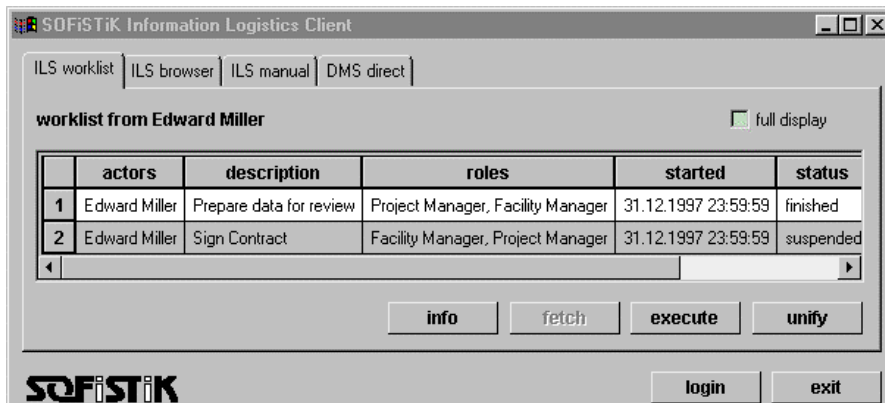 SOFiSTiK Information Logistics Client
ILS worklist ILS browser ILS manual DMS direct
worklist from Edward Miller full display
actors description roles started status
1 Edward Miller Prepare data for review Project Manager, Facility Manager 31.12.1997 23:59:59 finished
2 Edward Miller Sign Contract Facility Manager, Project Manager 31.12.1997 23:59:59 suspended
info fetch execute unify
SOFiSTiK login exit